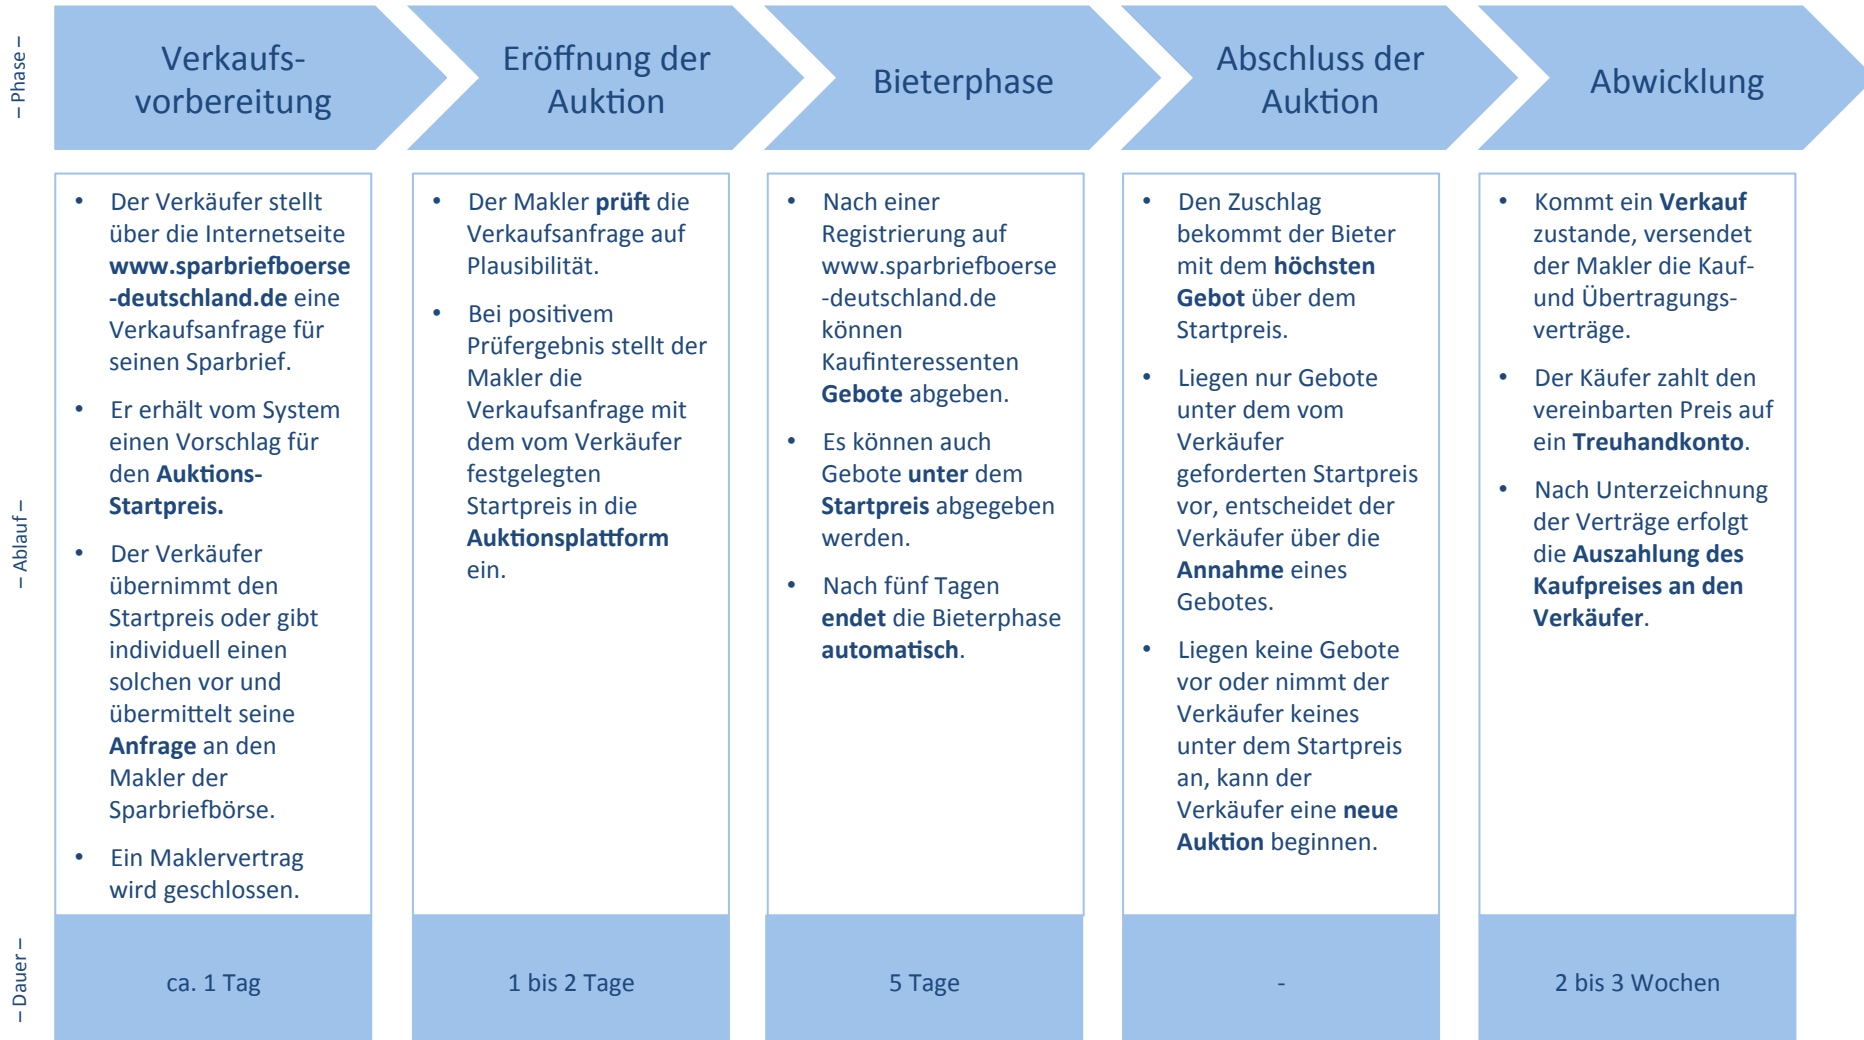 – Phase –
Verkaufs-
vorbereitung
Eröffnung der
Auktion
Bieterphase
Abschluss der
Auktion
Abwicklung
– Ablauf –
• Der Verkäufer stellt
über die Internetseite
www.sparbriefboerse
-deutschland.de eine
Verkaufsanfrage für
seinen Sparbrief.
• Er erhält vom System
einen Vorschlag für
den Auktions-
Startpreis.
• Der Verkäufer
übernimmt den
Startpreis oder gibt
individuell einen
solchen vor und
übermittelt seine
Anfrage an den
Makler der
Sparbriefbörse.
• Ein Maklervertrag
wird geschlossen.
• Der Makler prüft die
Verkaufsanfrage auf
Plausibilität.
• Bei positivem
Prüfergebnis stellt der
Makler die
Verkaufsanfrage mit
dem vom Verkäufer
festgelegten
Startpreis in die
Auktionsplattform
ein.
• Nach einer
Registrierung auf
www.sparbriefboerse
-deutschland.de
können
Kaufinteressenten
Gebote abgeben.
• Es können auch
Gebote unter dem
Startpreis abgegeben
werden.
• Nach fünf Tagen
endet die Bieterphase
automatisch.
• Den Zuschlag
bekommt der Bieter
mit dem höchsten
Gebot über dem
Startpreis.
• Liegen nur Gebote
unter dem vom
Verkäufer
geforderten Startpreis
vor, entscheidet der
Verkäufer über die
Annahme eines
Gebotes.
• Liegen keine Gebote
vor oder nimmt der
Verkäufer keines
unter dem Startpreis
an, kann der
Verkäufer eine neue
Auktion beginnen.
• Kommt ein Verkauf
zustande, versendet
der Makler die Kauf-
und Übertragungs-
verträge.
• Der Käufer zahlt den
vereinbarten Preis auf
ein Treuhandkonto.
• Nach Unterzeichnung
der Verträge erfolgt
die Auszahlung des
Kaufpreises an den
Verkäufer.
– Dauer –
ca. 1 Tag
1 bis 2 Tage
5 Tage
-
2 bis 3 Wochen